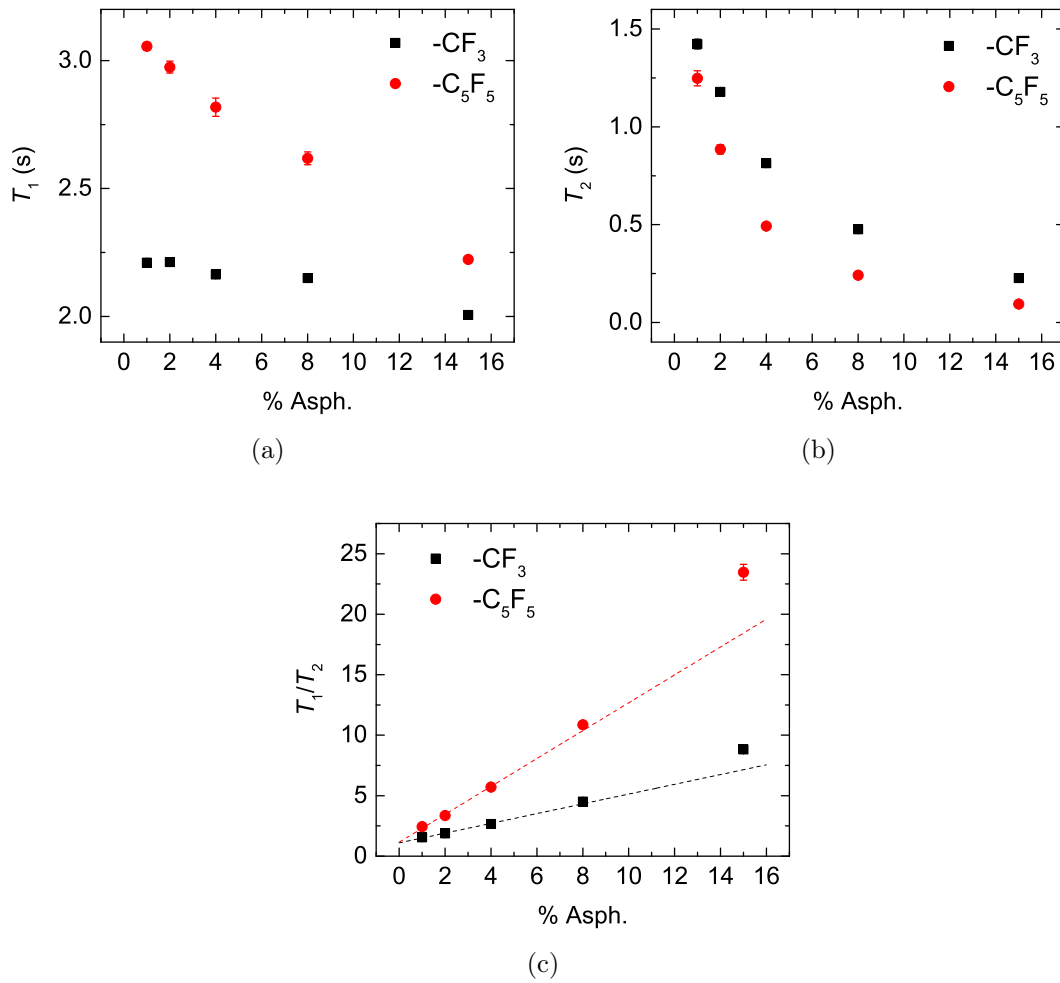 3.0
2.5
2.0
T₁ (s)
-CF₃
-C₅F₅
0 2 4 6 8 10 12 14 16
% Asph.
(a)
1.5
1.0
0.5
0.0
T₂ (s)
-CF₃
-C₅F₅
0 2 4 6 8 10 12 14 16
% Asph.
(b)
25
20
15
10
5
0
T₁/T₂
-CF₃
-C₅F₅
0 2 4 6 8 10 12 14 16
% Asph.
(c)